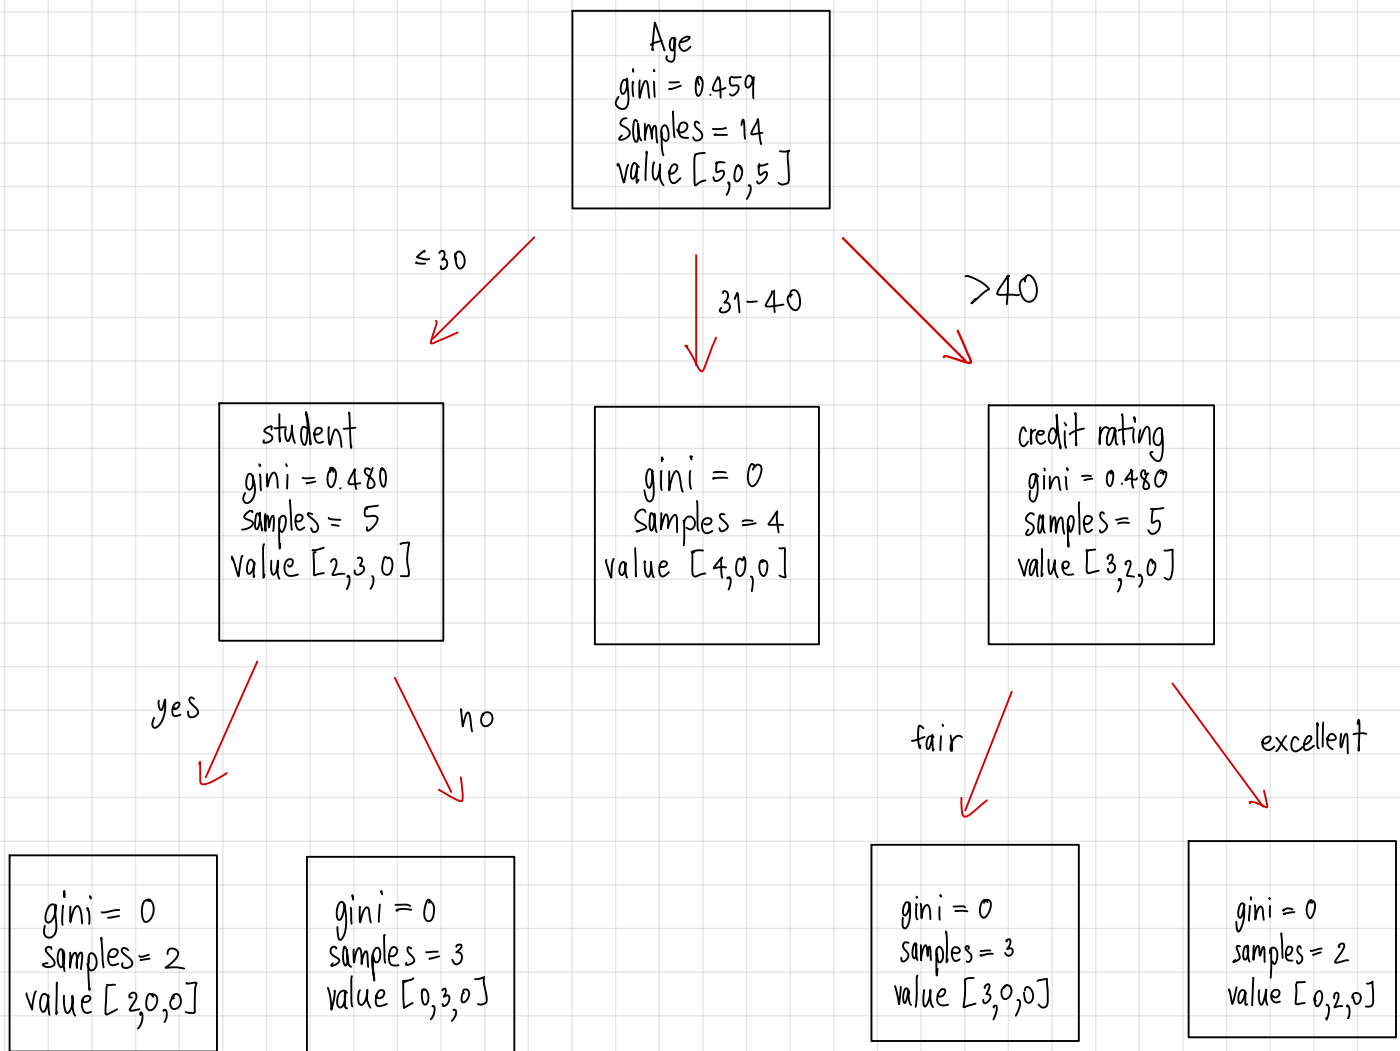 Age
gini = 0.459
samples = 14
value [5,0,5]
≤ 30
31-40
>40
student
gini = 0.480
samples = 5
value [2,3,0]
gini = 0
samples = 4
value [4,0,0]
credit rating
gini = 0.480
samples = 5
value [3,2,0]
yes
no
fair
excellent
gini = 0
samples = 2
value [2,0,0]
gini = 0
samples = 3
value [0,3,0]
gini = 0
samples = 3
value [3,0,0]
gini = 0
samples = 2
value [0,2,0]